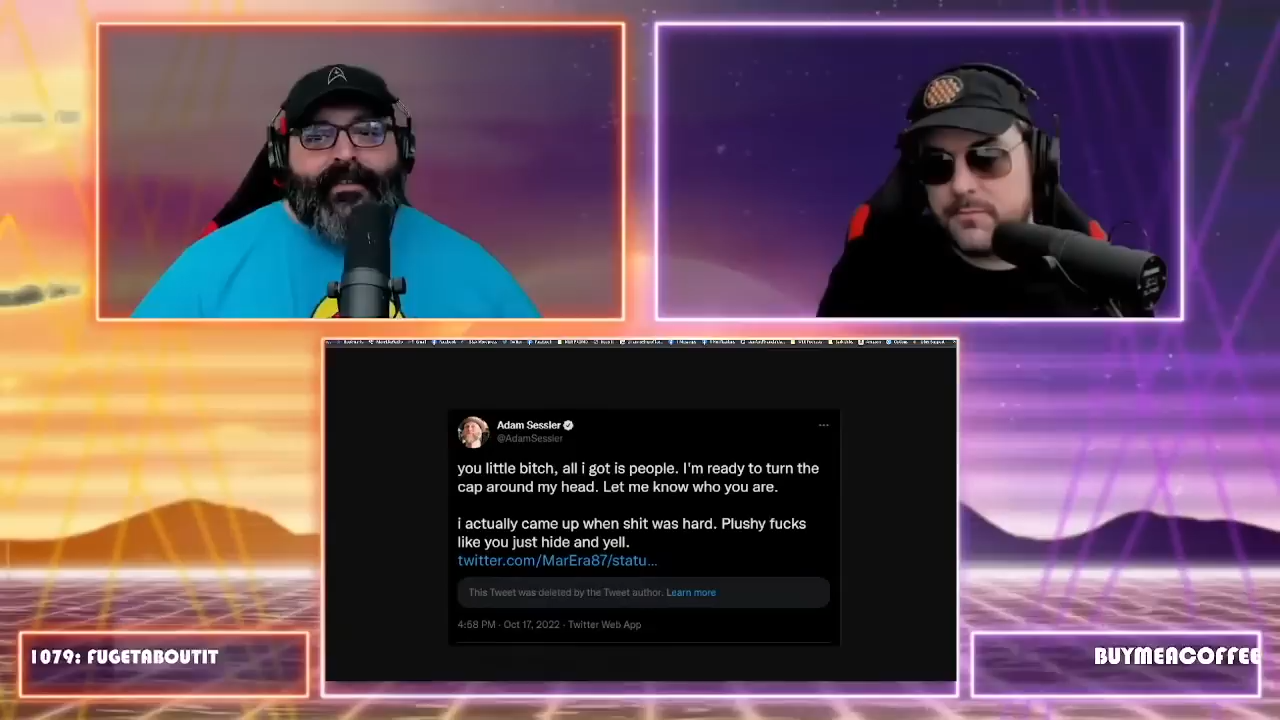 Adam Sessler
@AdamSessler
you little bitch, all i got is people. I'm ready to turn the
cap around my head. Let me know who you are.
i actually came up when shit was hard. Plushy fucks
like you just hide and yell.
twitter.com/MarEra87/statu...
This Tweet was deleted by the Tweet author. Learn more
4:58 PM · Oct 17, 2022 · Twitter Web App
1079: FUGETABOUTIT
BUYMEACOFFEE